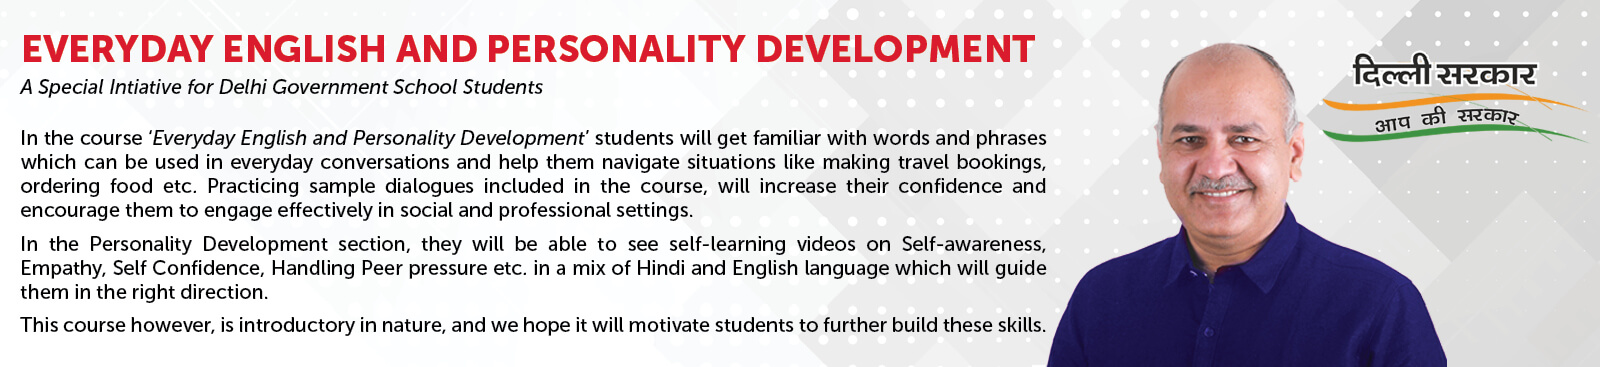 EVERYDAY ENGLISH AND PERSONALITY DEVELOPMENT
A Special Intiative for Delhi Government School Students
In the course ‘Everyday English and Personality Development’ students will get familiar with words and phrases
which can be used in everyday conversations and help them navigate situations like making travel bookings,
ordering food etc. Practicing sample dialogues included in the course, will increase their confidence and
encourage them to engage effectively in social and professional settings.
In the Personality Development section, they will be able to see self-learning videos on Self-awareness,
Empathy, Self Confidence, Handling Peer pressure etc. in a mix of Hindi and English language which will guide
them in the right direction.
This course however, is introductory in nature, and we hope it will motivate students to further build these skills.
दिल्ली सरकार
आप की सरकार